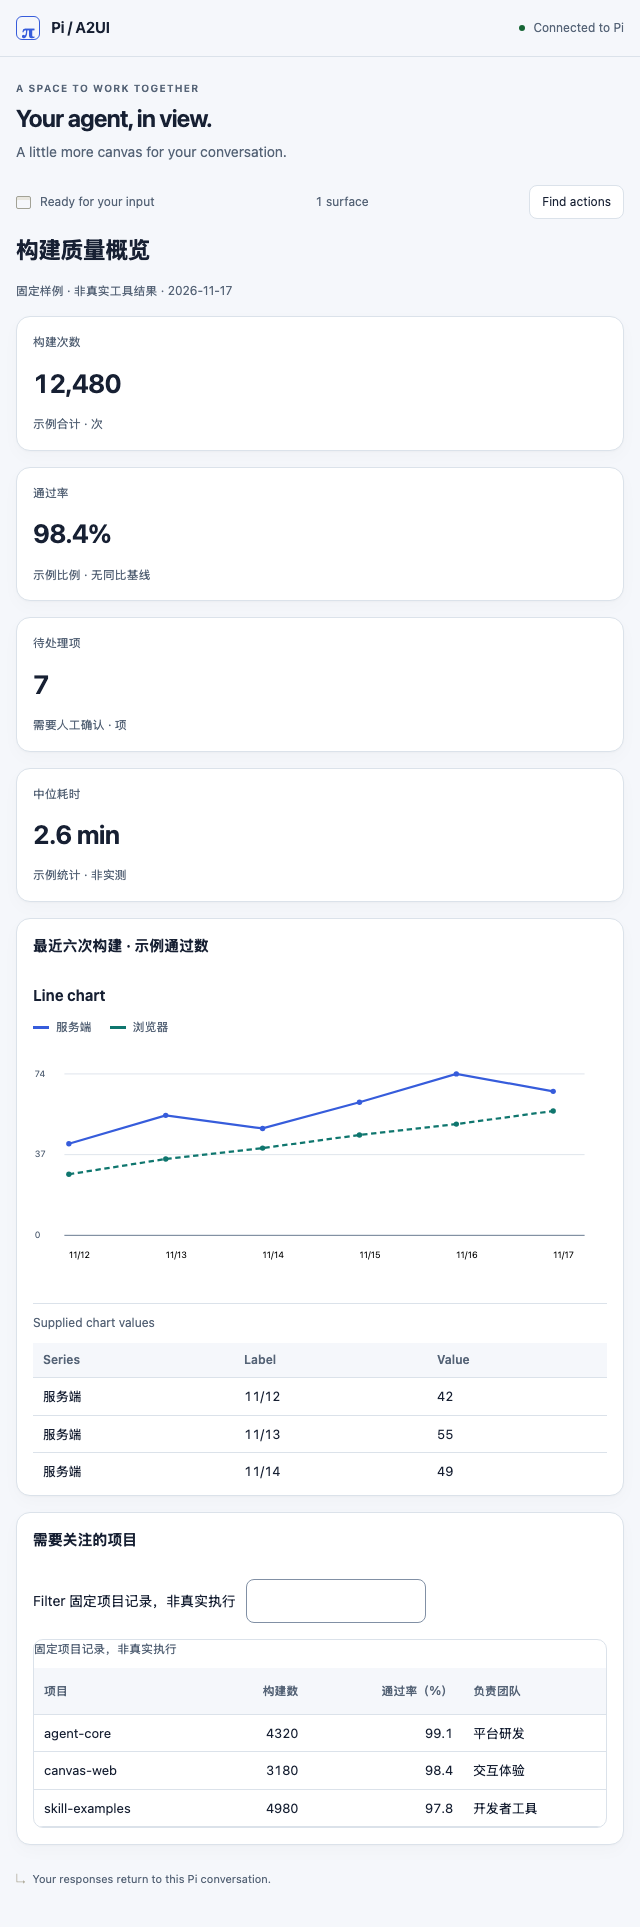 π Pi / A2UI
Connected to Pi
A SPACE TO WORK TOGETHER
Your agent, in view.
A little more canvas for your conversation.
Ready for your input
1 surface
Find actions
构建质量概览
固定样例 · 非真实工具结果 · 2026-11-17
构建次数
12,480
示例合计 · 次
通过率
98.4%
示例比例 · 无同比基线
待处理项
7
需要人工确认 · 项
中位耗时
2.6 min
示例统计 · 非实测
最近六次构建 · 示例通过数
Line chart
服务端 浏览器
74
37
0
11/12 11/13 11/14 11/15 11/16 11/17
Supplied chart values
Series Label Value
服务端 11/12 42
服务端 11/13 55
服务端 11/14 49
需要关注的项目
Filter 固定项目记录，非真实执行
固定项目记录，非真实执行
项目 构建数 通过率（%） 负责团队
agent-core 4320 99.1 平台研发
canvas-web 3180 98.4 交互体验
skill-examples 4980 97.8 开发者工具
Your responses return to this Pi conversation.